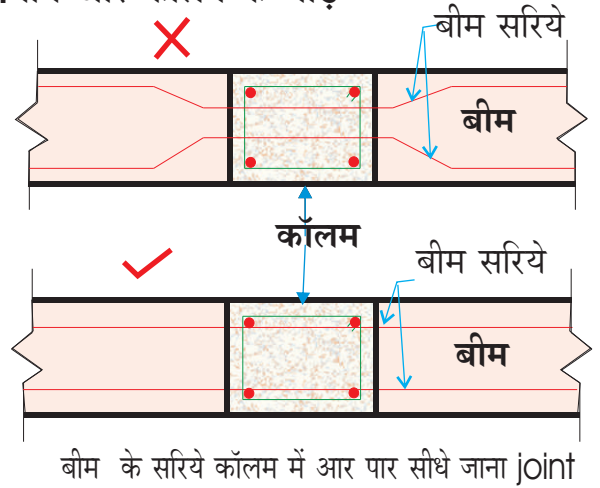 बीम सरिये
बीम
कॉलम
बीम सरिये
बीम
बीम के सरिये कॉलम में आर पार सीधे जाना joint